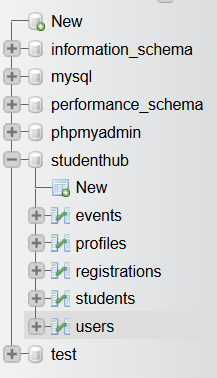 New
information_schema
mysql
performance_schema
phpmyadmin
studenthub
New
events
profiles
registrations
students
users
test